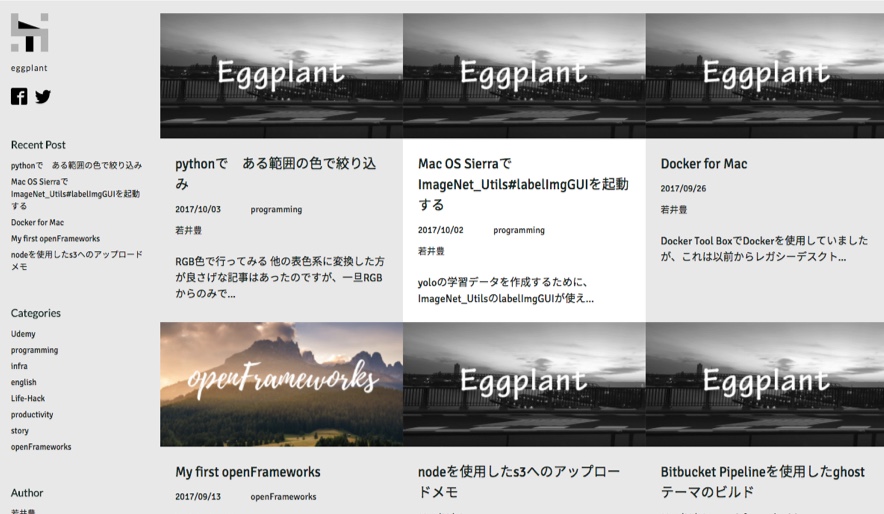 eggplant
Recent Post
pythonで　ある範囲の色で絞り込み
Mac OS Sierraで
ImageNet_Utils#labelImgGUIを起動
する
Docker for Mac
My first openFrameworks
nodeを使用したs3へのアップロード
メモ
Categories
Udemy
programming
infra
english
Life-Hack
productivity
story
openFrameworks
Author
若井豊
Eggplant
pythonで　ある範囲の色で絞り込
み
2017/10/03 programming
若井豊
RGB色で行ってみる 他の表色系に変換した方
が良さげな記事はあったのですが、一旦RGB
からのみで...
Eggplant
Mac OS Sierraで
ImageNet_Utils#labelImgGUIを起動
する
2017/10/02 programming
若井豊
yoloの学習データを作成するために、
ImageNet_UtilsのlabelImgGUIが使え...
Eggplant
Docker for Mac
2017/09/26
若井豊
Docker Tool BoxでDockerを使用していました
が、これは以前からレガシーデスクト...
openFrameworks
My first openFrameworks
2017/09/13 openFrameworks
Eggplant
nodeを使用したs3へのアップロー
ドメモ
Eggplant
Bitbucket Pipelineを使用したghost
テーマのビルド